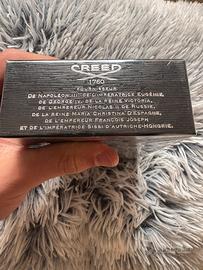 CREED
1760
FOURNISSEUR
DE NAPOLÉON III DE L'IMPÉRATRICE EUGÉNIE,
DE GEORGE IV, DE LA REINE VICTORIA,
DE L'EMPEREUR NICOLAS II DE RUSSIE,
DE LA REINE MARIA CHRISTINA D'ESPAGNE,
DE L'EMPEREUR FRANÇOIS JOSEPH
ET DE L'IMPÉRATRICE SISSI D'AUTRICHE-HONGRIE.